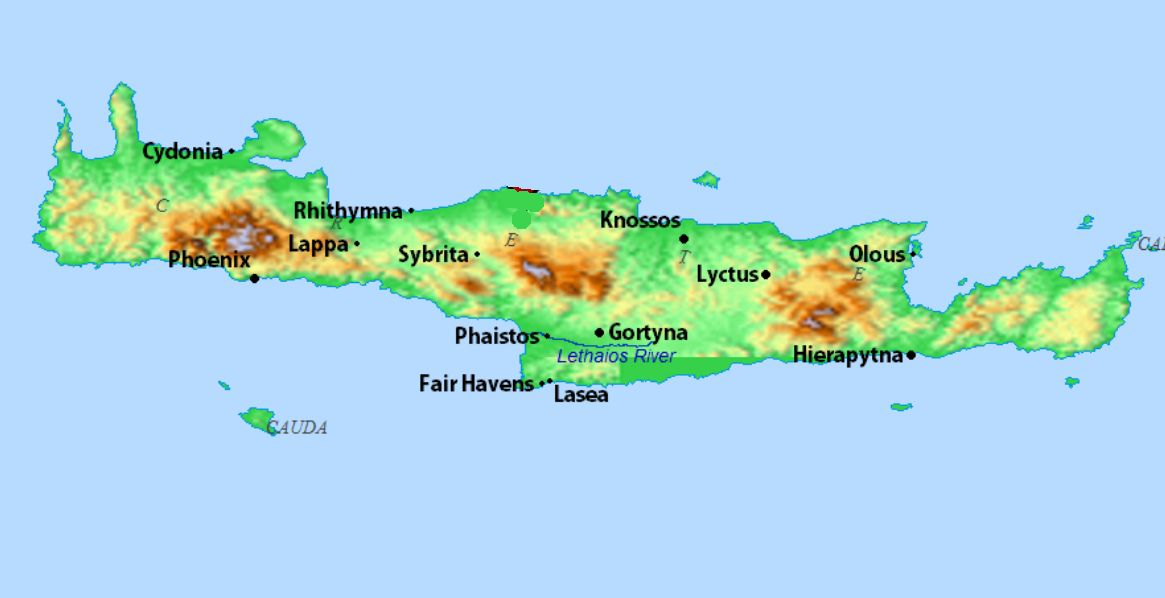 Cydonia
C
Rhithymna
R
Knossos
Lappa
Sybrita
E
Phoenix
T
Olous
Lyctus
E
Phaistos
Gortyna
Lethaios River
Hierapytna
Fair Havens
Lasea
CAUDA